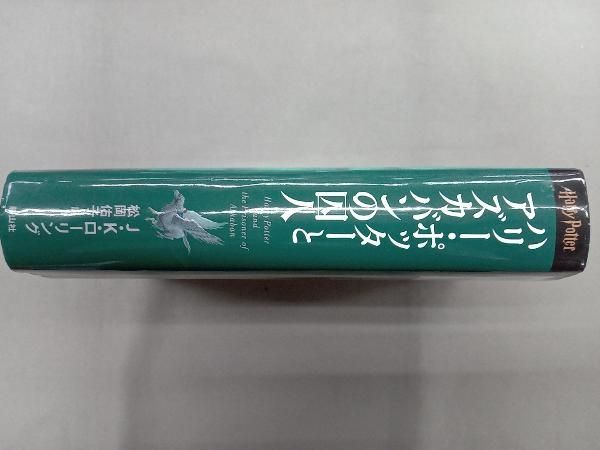 Harry Potter
ハリー・ポッターと
アズカバンの囚人
Harry Potter
and
the Prisoner of
Azkaban
J・K・ローリング
松岡佑子